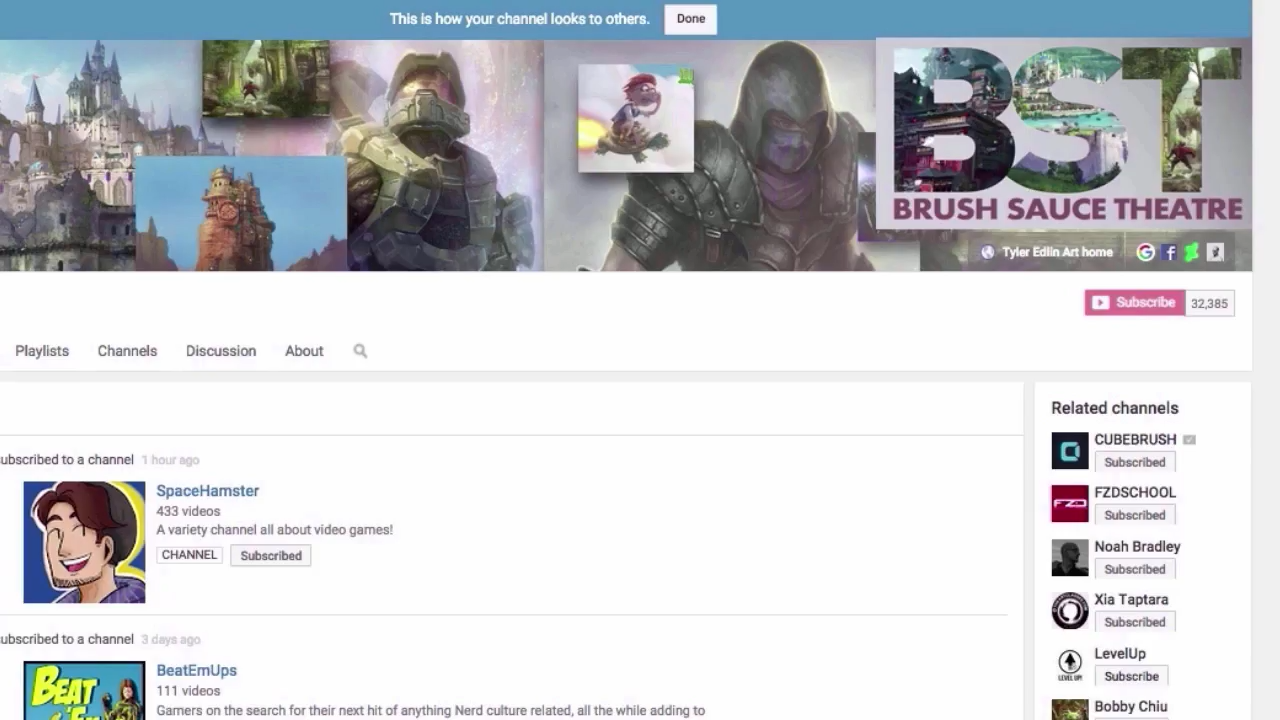 This is how your channel looks to others. Done
BST
BRUSH SAUCE THEATRE
Tyler Edlin Art home
Subscribe 32,385
Playlists Channels Discussion About
Related channels
CUBEBRUSH
Subscribed
FZD
FZDSCHOOL
Subscribed
Noah Bradley
Subscribed
Xia Taptara
Subscribed
LEVEL UP!
LevelUp
Subscribe
Bobby Chiu
ubscribed to a channel 1 hour ago
SpaceHamster
433 videos
A variety channel all about video games!
CHANNEL Subscribed
ubscribed to a channel 3 days ago
BEAT
BeatEmUps
111 videos
Gamers on the search for their next hit of anything Nerd culture related, all the while adding to